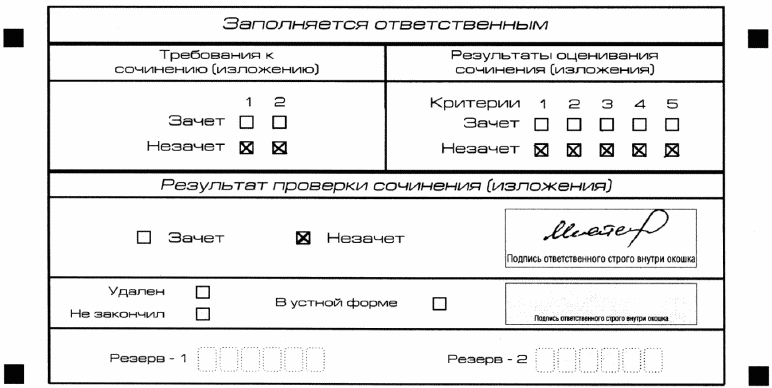 Заполняется ответственным
Требования к
сочинению (изложению)
Результаты оценивания
сочинения (изложения)
1 2
Зачет
Незачет
Критерии 1 2 3 4 5
Зачет
Незачет
Результат проверки сочинения (изложения)
Зачет
Незачет
Подпись ответственного строго внутри окошка
Удален
Не закончил
В устной форме
Подпись ответственного строго внутри окошка
Резерв - 1
Резерв - 2